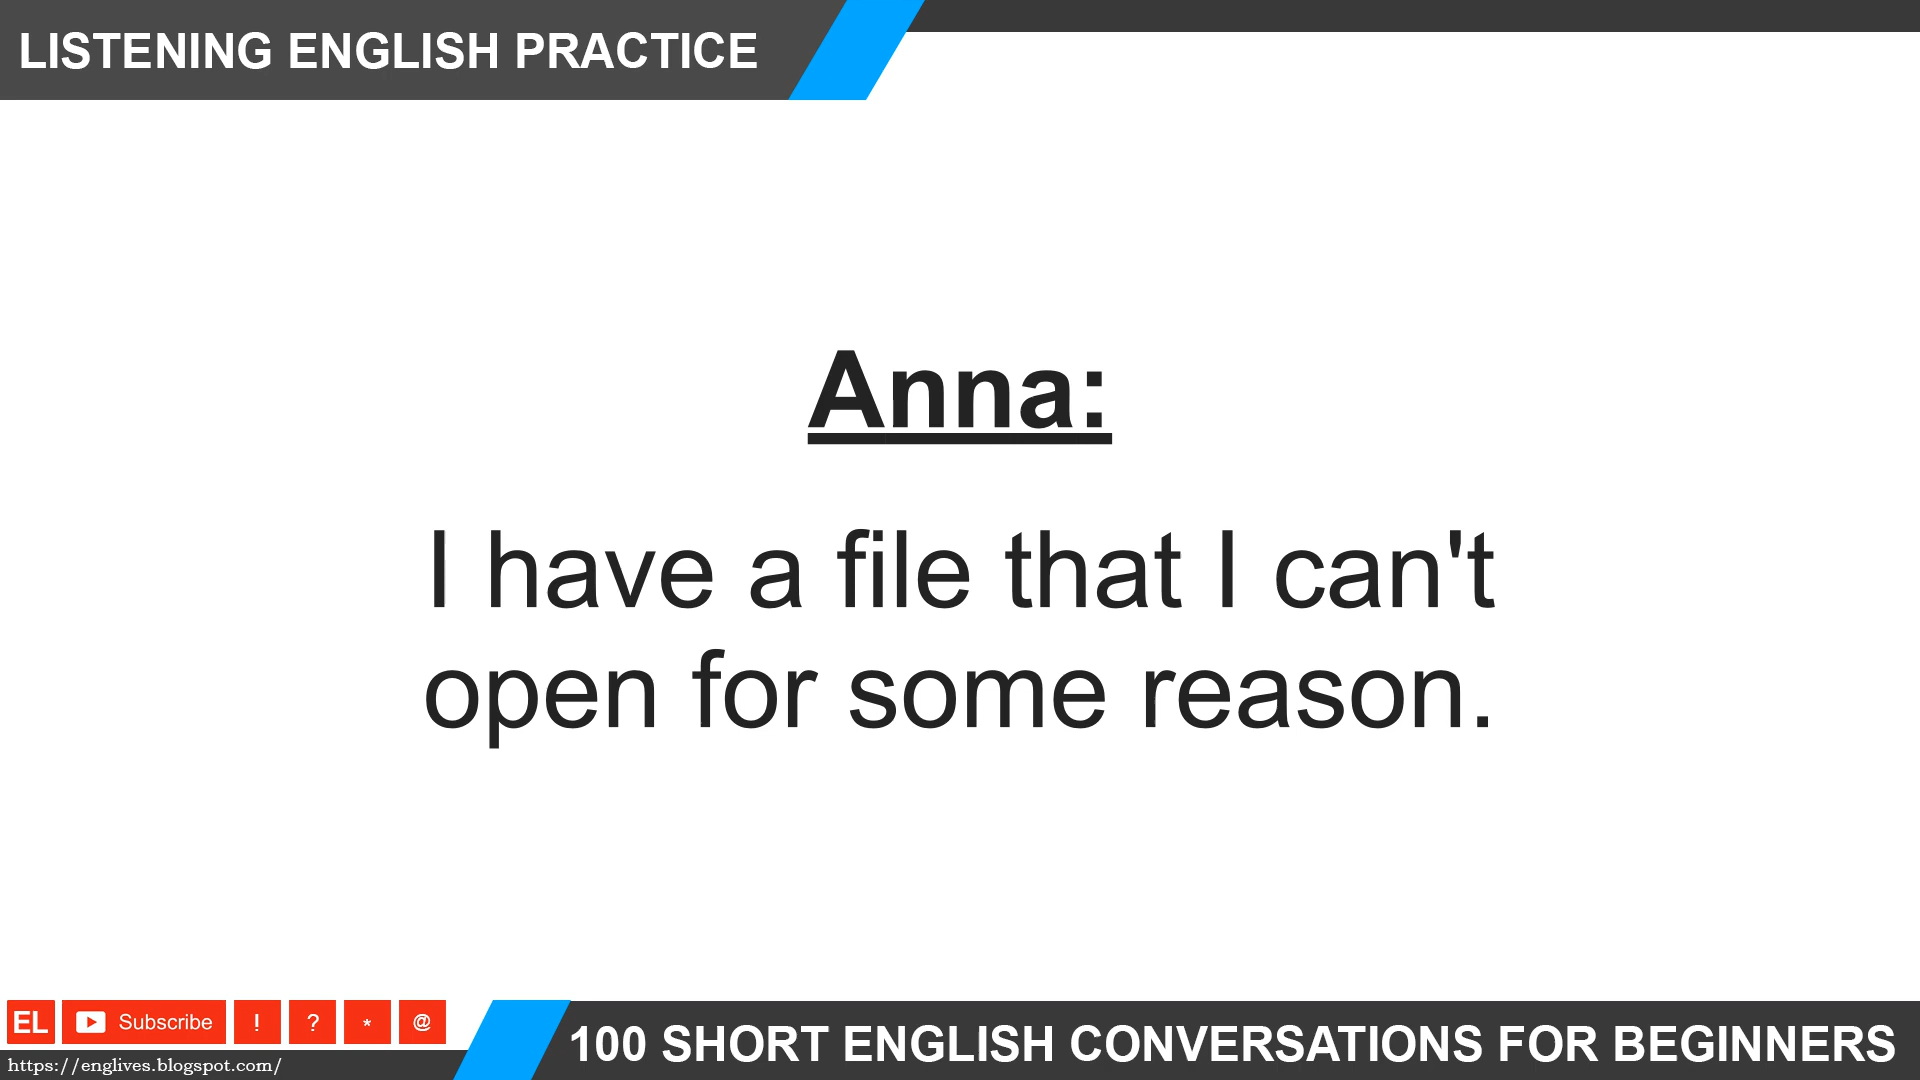 LISTENING ENGLISH PRACTICE
Anna:
I have a file that I can't
open for some reason.
EL Subscribe ! ? * @
https://englives.blogspot.com/
100 SHORT ENGLISH CONVERSATIONS FOR BEGINNERS